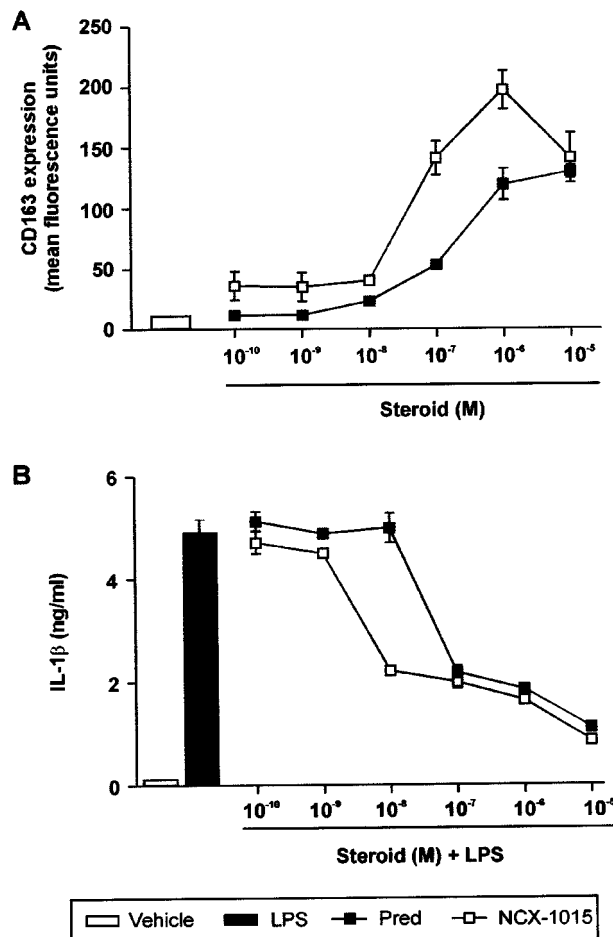 A
250
200
150
100
50
0
CD163 expression
(mean fluorescence units)
10⁻¹⁰ 10⁻⁹ 10⁻⁸ 10⁻⁷ 10⁻⁶ 10⁻⁵
Steroid (M)
B
6
4
2
0
IL-1β (ng/ml)
10⁻¹⁰ 10⁻⁹ 10⁻⁸ 10⁻⁷ 10⁻⁶ 10⁻⁵
Steroid (M) + LPS
Vehicle LPS Pred NCX-1015